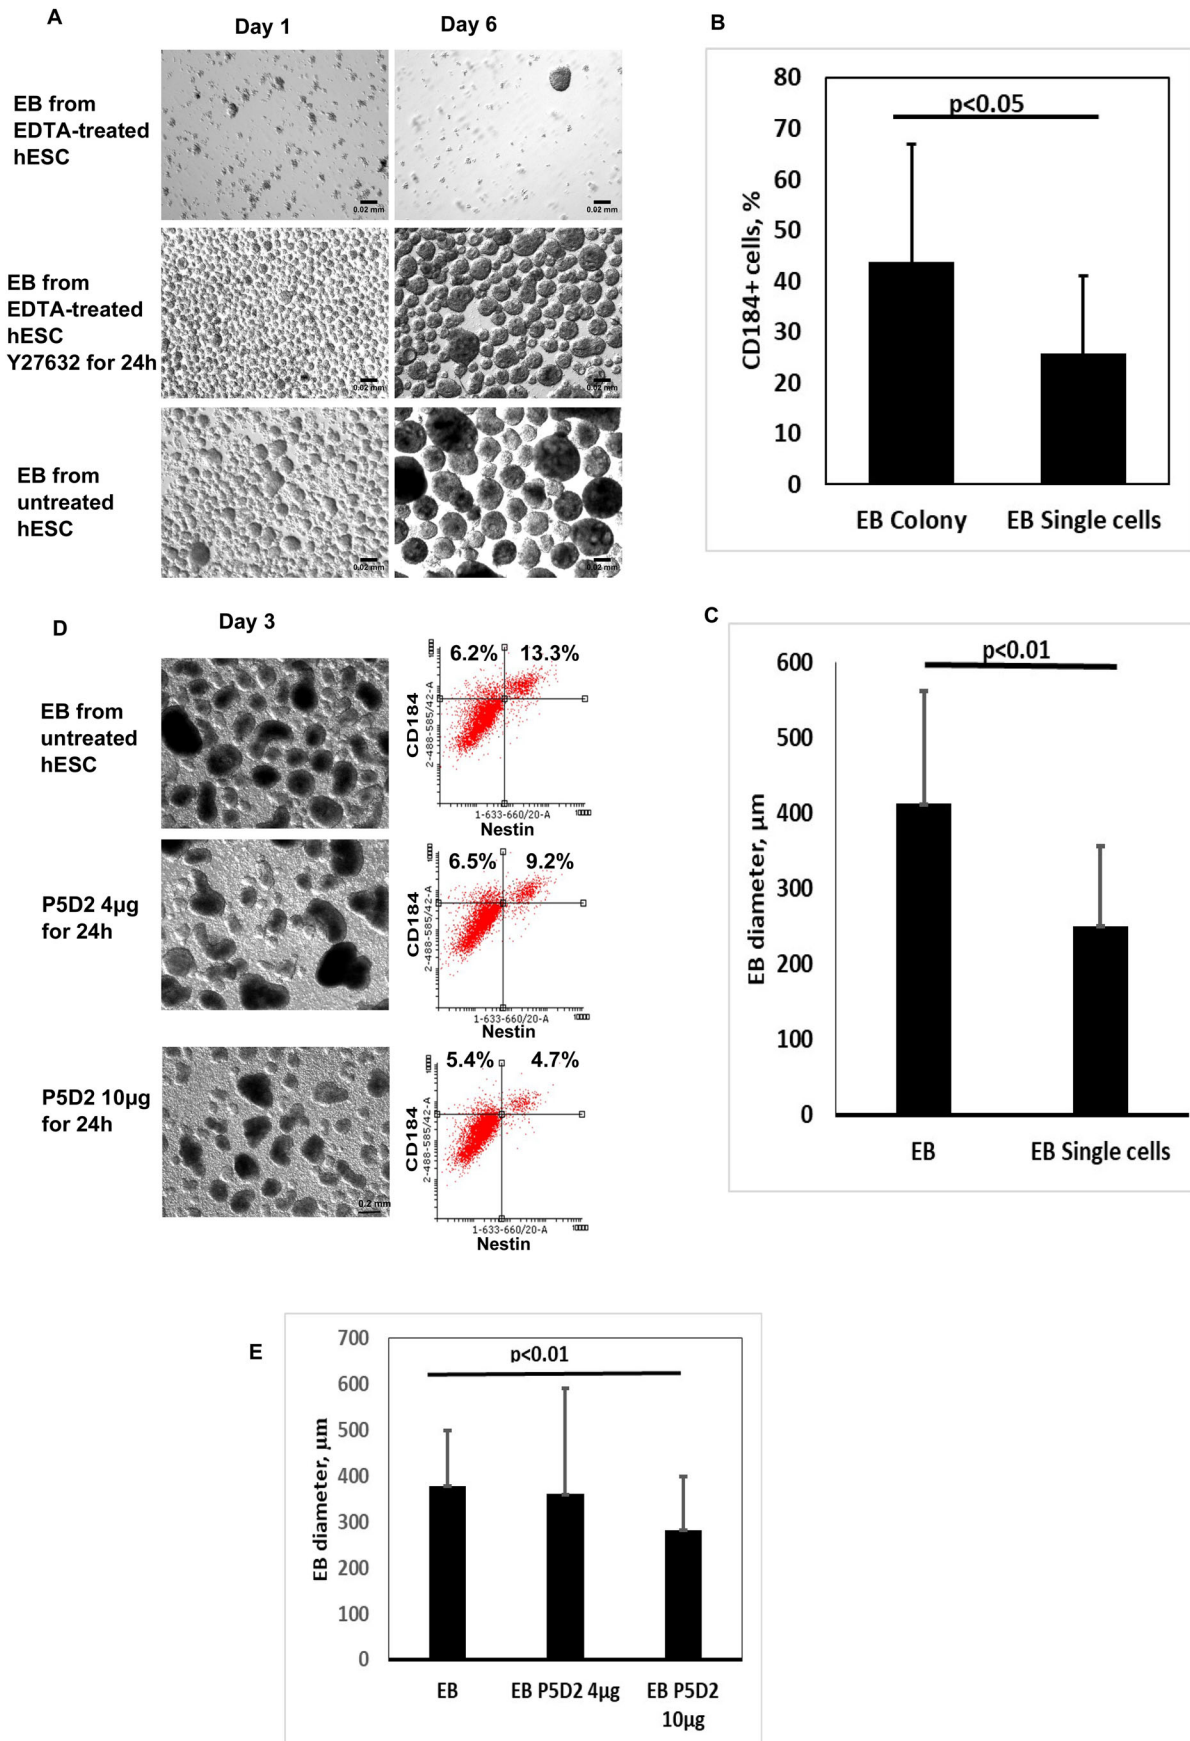 A
Day 1
Day 6
EB from
EDTA-treated
hESC
0.02 mm
0.02 mm
EB from
EDTA-treated
hESC
Y27632 for 24h
0.02 mm
0.02 mm
EB from
untreated
hESC
0.02 mm
0.02 mm
B
p<0.05
CD184+ cells, %
80
70
60
50
40
30
20
10
0
EB Colony
EB Single cells
C
p<0.01
EB diameter, µm
600
500
400
300
200
100
0
EB
EB Single cells
D
Day 3
EB from
untreated
hESC
6.2% 13.3%
CD184
2-488-585/42-A
1-633-660/20-A
Nestin
P5D2 4µg
for 24h
6.5% 9.2%
CD184
2-488-585/42-A
1-633-660/20-A
Nestin
P5D2 10µg
for 24h
0.2 mm
5.4% 4.7%
CD184
2-488-585/42-A
1-633-660/20-A
Nestin
E
p<0.01
EB diameter, µm
700
600
500
400
300
200
100
0
EB
EB P5D2 4µg
EB P5D2
10µg